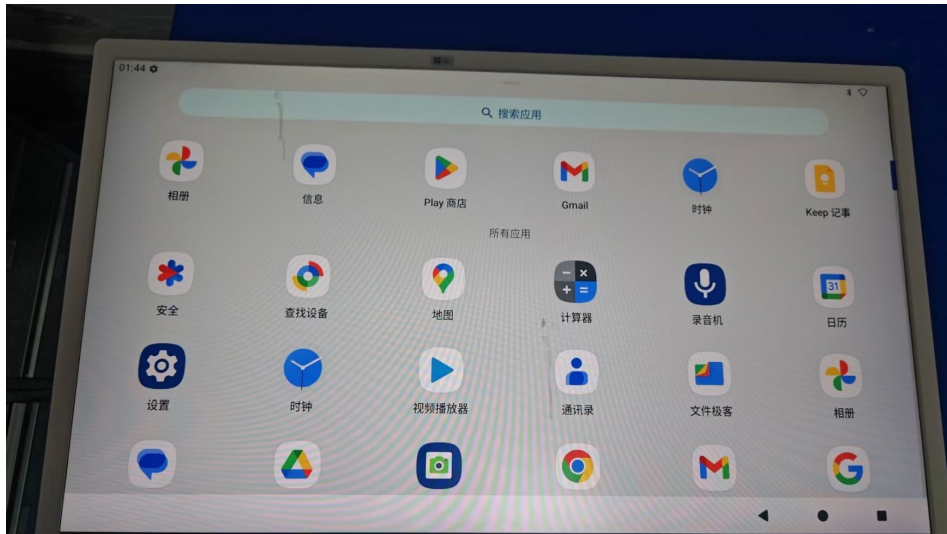 01:44
搜索应用
相册 信息 Play 商店 Gmail 时钟 Keep 记事
所有应用
安全 查找设备 地图 计算器 录音机 31 日历
设置 时钟 视频播放器 通讯录 文件极客 相册